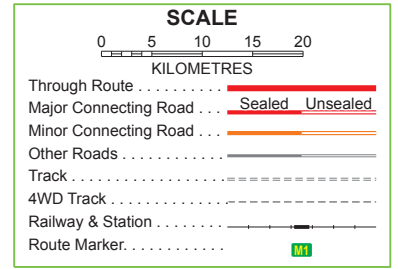 SCALE
0 5 10 15 20
KILOMETRES
Through Route . . . . . . . . . .
Major Connecting Road . . . Sealed Unsealed
Minor Connecting Road . . .
Other Roads . . . . . . . . . . . .
Track . . . . . . . . . . . . . . . . . .
4WD Track . . . . . . . . . . . . . .
Railway & Station . . . . . . . .
Route Marker. . . . . . . . . . . . M1